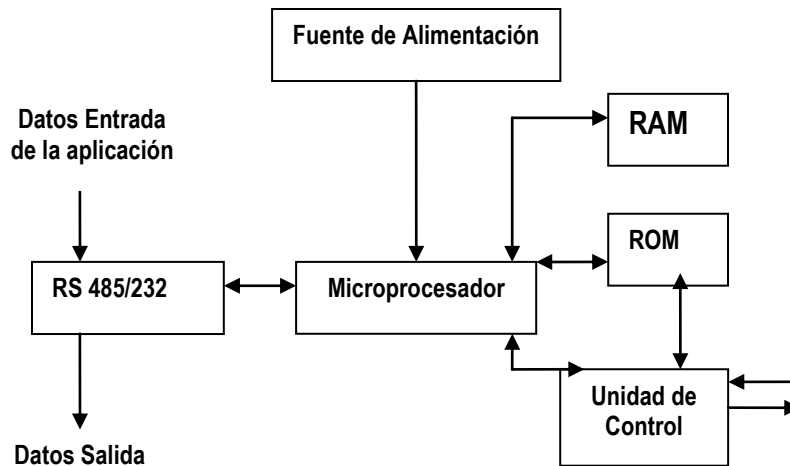 Fuente de Alimentación
Datos Entrada
de la aplicación
RAM
ROM
RS 485/232
Microprocesador
Unidad de
Control
Datos Salida